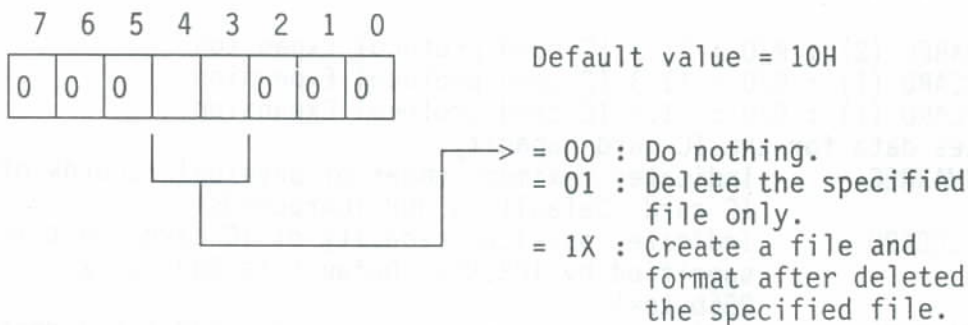 7 6 5 4 3 2 1 0
Default value = 10H
0 0 0 0 0 0
= 00 : Do nothing.
= 01 : Delete the specified
file only.
= 1X : Create a file and
format after deleted
the specified file.